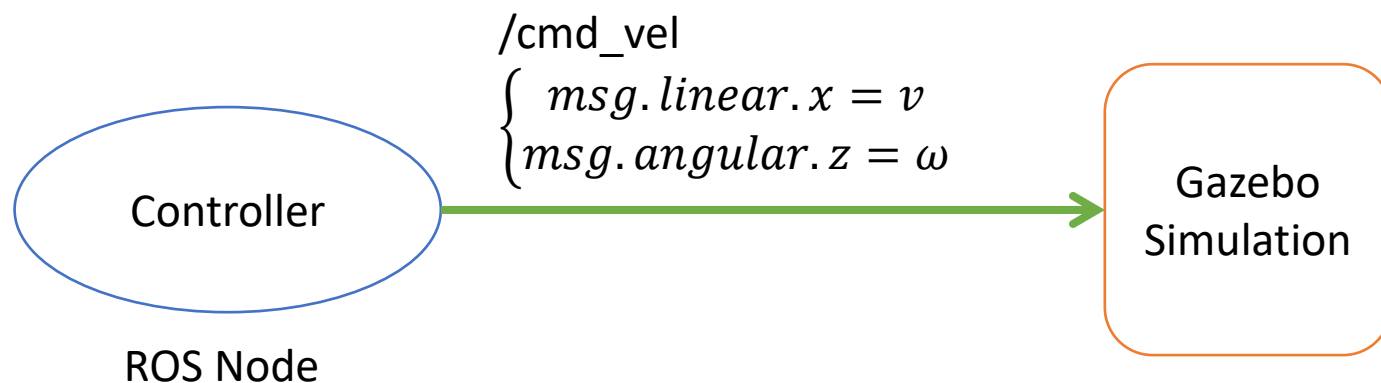 /cmd_vel
{ msg.linear.x = v
msg.angular.z = ω
Controller
Gazebo
Simulation
ROS Node